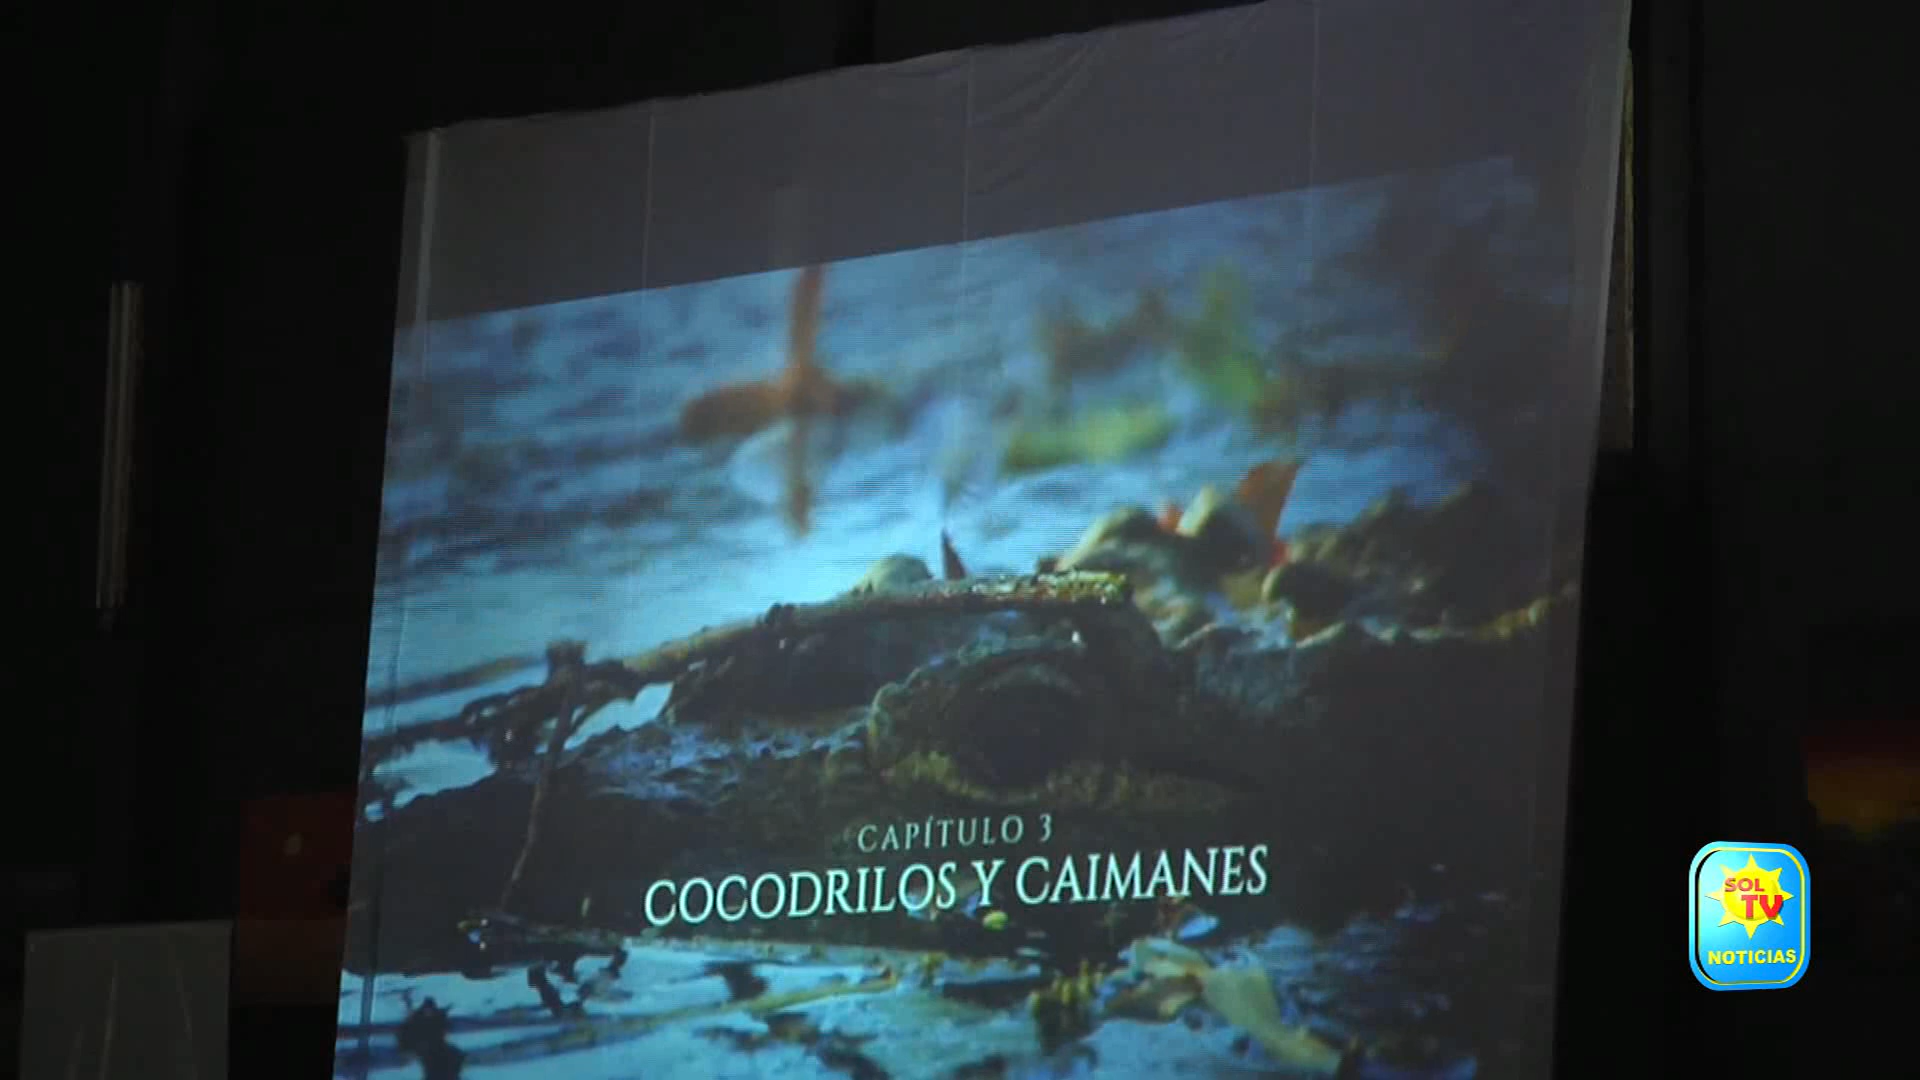 CAPÍTULO 3
COCODRILOS Y CAIMANES
SOL
TV
NOTICIAS